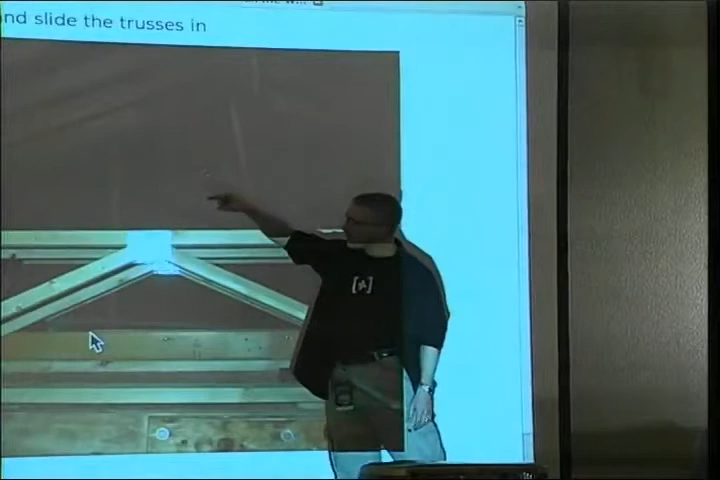 nd slide the trusses in